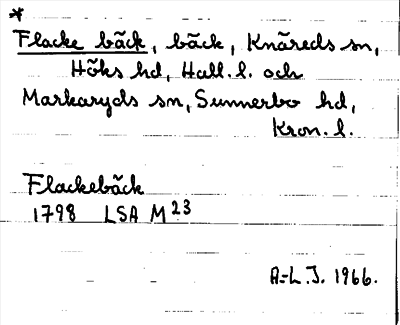 *
Flacke bäck, bäck, Knäreds sn,
Höks hd, Hall. l. och
Markaryds sn, Sunnerbo hd,
Kron. l.
Flackebäck
1798 LSA M23
A-L.J. 1966.